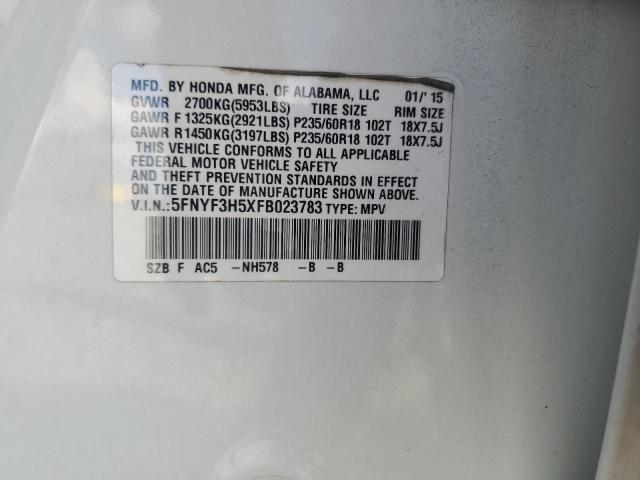 MFD. BY HONDA MFG. OF ALABAMA, LLC 01/'15
GVWR 2700KG(5953LBS) TIRE SIZE RIM SIZE
GAWR F 1325KG(2921LBS) P235/60R18 102T 18X7.5J
GAWR R1450KG(3197LBS) P235/60R18 102T 18X7.5J
THIS VEHICLE CONFORMS TO ALL APPLICABLE
FEDERAL MOTOR VEHICLE SAFETY
AND THEFT PREVENTION STANDARDS IN EFFECT
ON THE DATE OF MANUFACTURE SHOWN ABOVE.
V.I.N.:5FNYF3H5XFB023783 TYPE: MPV
SZB F AC5 -NH578 -B -B